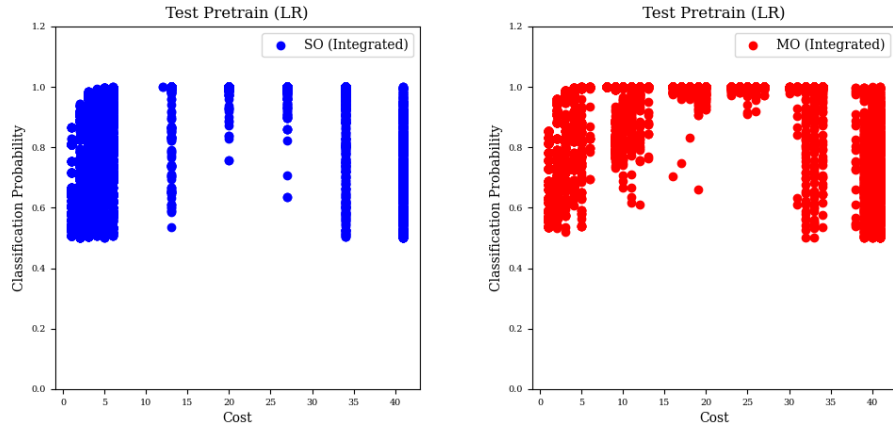 Test Pretrain (LR)
SO (Integrated)
Classification Probability
1.2
1.0
0.8
0.6
0.4
0.2
0.0
0 5 10 15 20 25 30 35 40
Cost
Test Pretrain (LR)
MO (Integrated)
Classification Probability
1.2
1.0
0.8
0.6
0.4
0.2
0.0
0 5 10 15 20 25 30 35 40
Cost